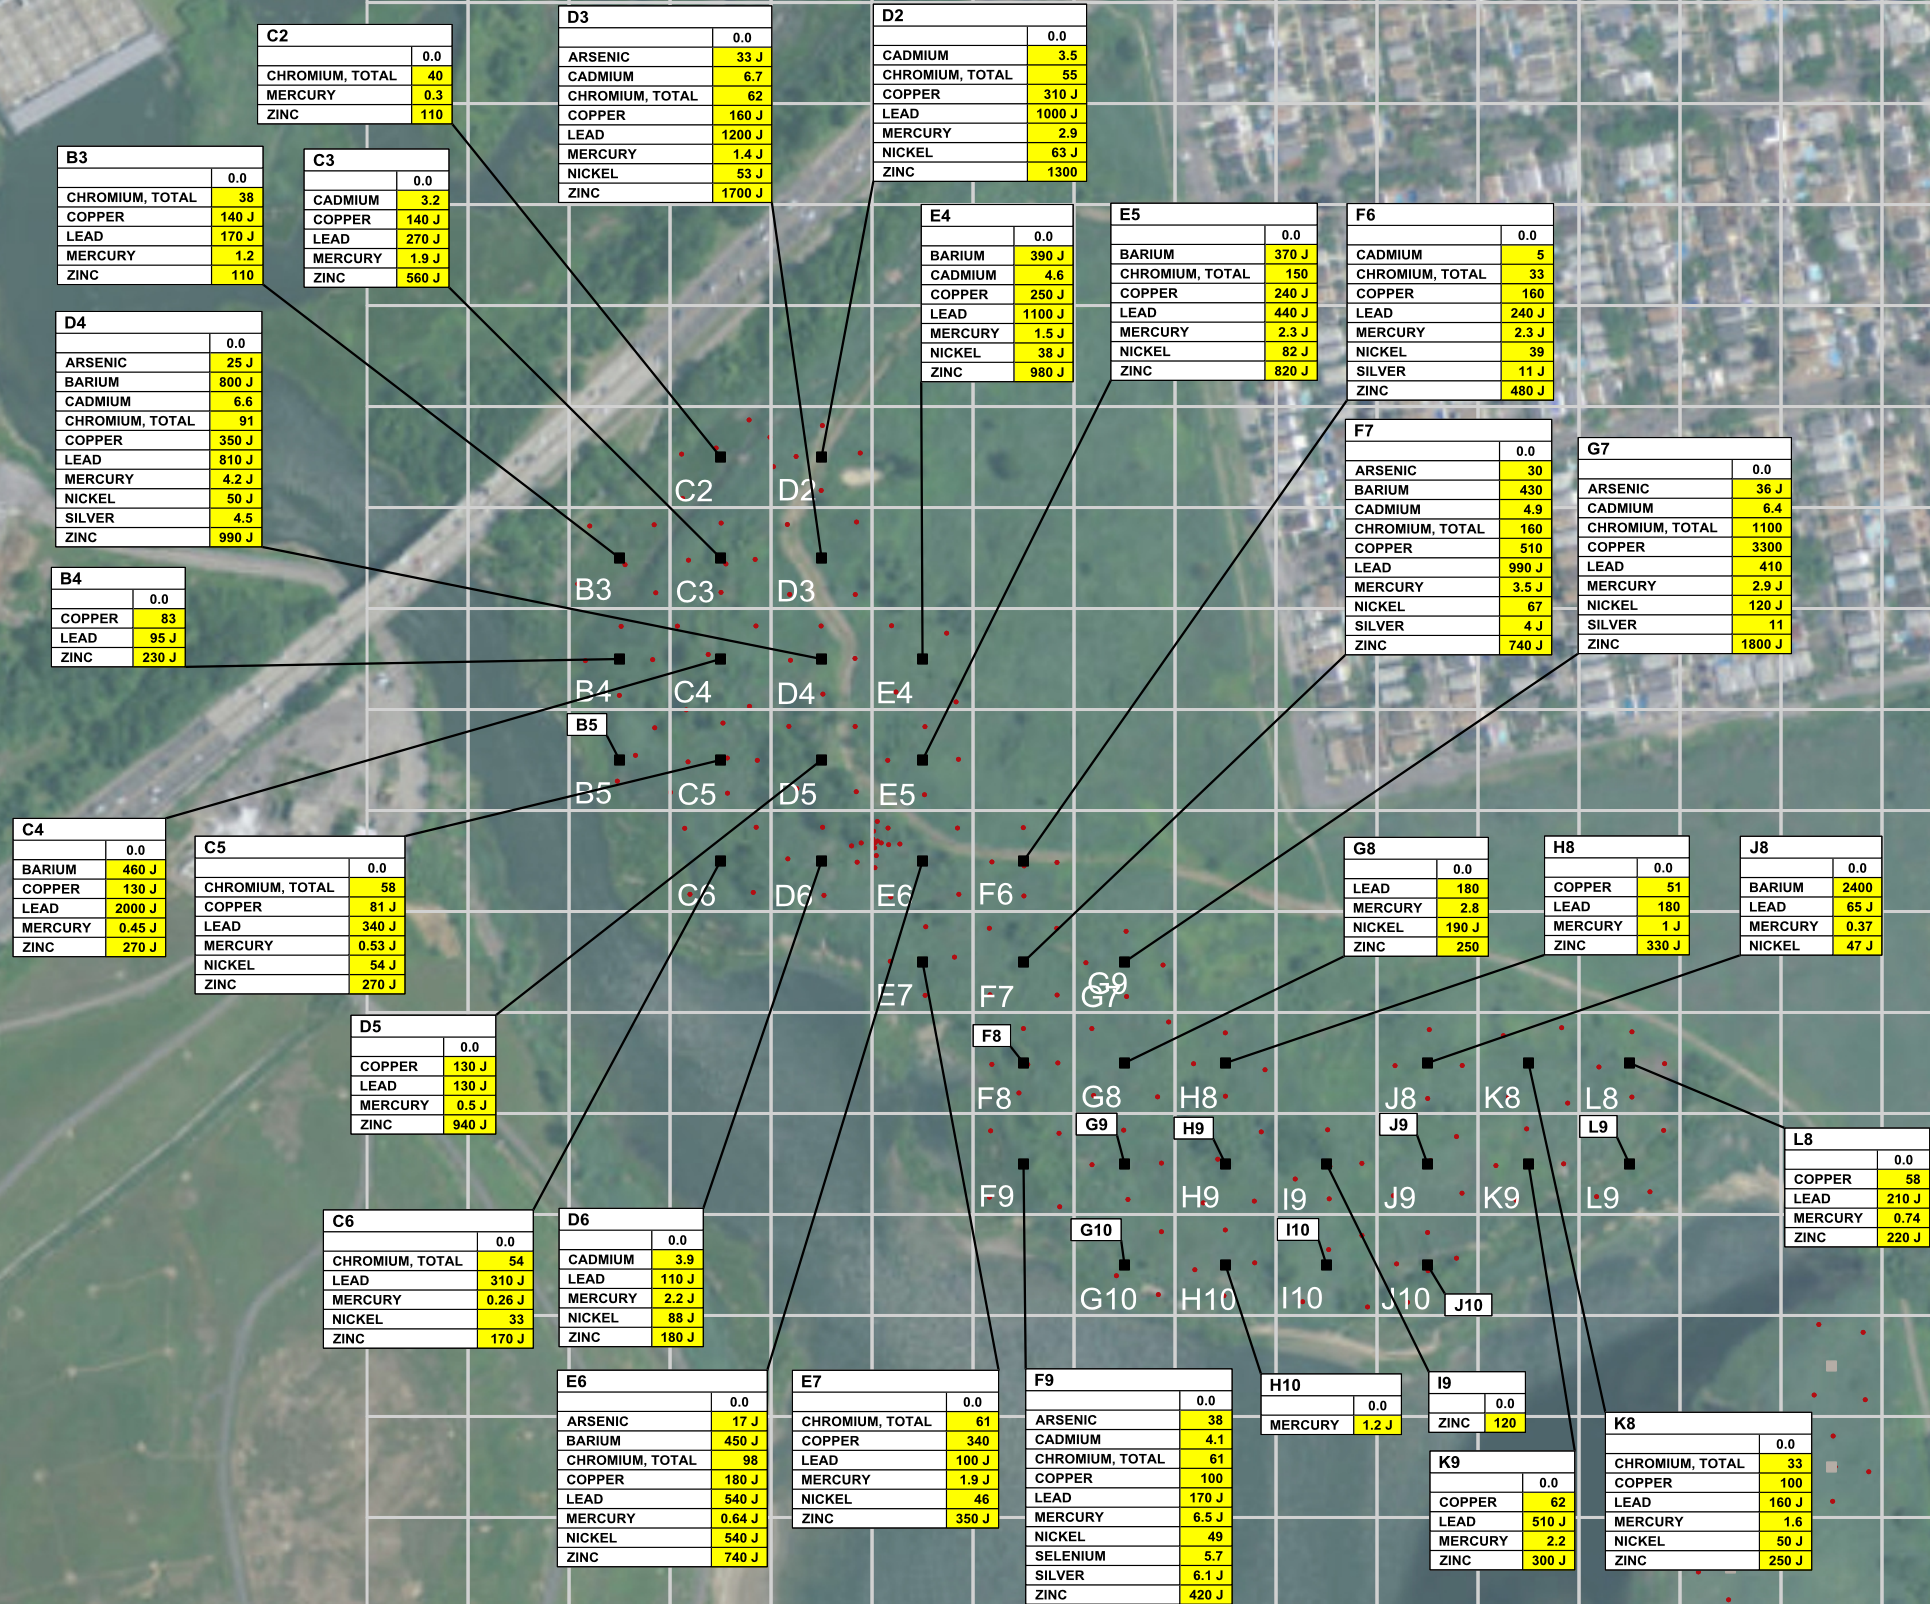 C2
0.0
CHROMIUM, TOTAL 40
MERCURY 0.3
ZINC 110
D3
0.0
ARSENIC 33 J
CADMIUM 6.7
CHROMIUM, TOTAL 62
COPPER 160 J
LEAD 1200 J
MERCURY 1.4 J
NICKEL 53 J
ZINC 1700 J
D2
0.0
CADMIUM 3.5
CHROMIUM, TOTAL 55
COPPER 310 J
LEAD 1000 J
MERCURY 2.9
NICKEL 63 J
ZINC 1300
B3
0.0
CHROMIUM, TOTAL 38
COPPER 140 J
LEAD 170 J
MERCURY 1.2
ZINC 110
C3
0.0
CADMIUM 3.2
COPPER 140 J
LEAD 270 J
MERCURY 1.9 J
ZINC 560 J
E4
0.0
BARIUM 390 J
CADMIUM 4.6
COPPER 250 J
LEAD 1100 J
MERCURY 1.5 J
NICKEL 38 J
ZINC 980 J
E5
0.0
BARIUM 370 J
CHROMIUM, TOTAL 150
COPPER 240 J
LEAD 440 J
MERCURY 2.3 J
NICKEL 82 J
ZINC 820 J
F6
0.0
CADMIUM 5
CHROMIUM, TOTAL 33
COPPER 160
LEAD 240 J
MERCURY 2.3 J
NICKEL 39
SILVER 11 J
ZINC 480 J
D4
0.0
ARSENIC 25 J
BARIUM 800 J
CADMIUM 6.6
CHROMIUM, TOTAL 91
COPPER 350 J
LEAD 810 J
MERCURY 4.2 J
NICKEL 50 J
SILVER 4.5
ZINC 990 J
F7
0.0
ARSENIC 30
BARIUM 430
CADMIUM 4.9
CHROMIUM, TOTAL 160
COPPER 510
LEAD 990 J
MERCURY 3.5 J
NICKEL 67
SILVER 4 J
ZINC 740 J
G7
0.0
ARSENIC 36 J
CADMIUM 6.4
CHROMIUM, TOTAL 1100
COPPER 3300
LEAD 410
MERCURY 2.9 J
NICKEL 120 J
SILVER 11
ZINC 1800 J
B4
0.0
COPPER 83
LEAD 95 J
ZINC 230 J
C2 D2
B3 C3 D3
B4 C4 D4 E4
B5
B5 C5 D5 E5
C6 D6 E6 F6
E7 F7 G7
G9
C4
0.0
BARIUM 460 J
COPPER 130 J
LEAD 2000 J
MERCURY 0.45 J
ZINC 270 J
C5
0.0
CHROMIUM, TOTAL 58
COPPER 81 J
LEAD 340 J
MERCURY 0.53 J
NICKEL 54 J
ZINC 270 J
G8
0.0
LEAD 180
MERCURY 2.8
NICKEL 190 J
ZINC 250
H8
0.0
COPPER 51
LEAD 180
MERCURY 1 J
ZINC 330 J
J8
0.0
BARIUM 2400
LEAD 65 J
MERCURY 0.37
NICKEL 47 J
D5
0.0
COPPER 130 J
LEAD 130 J
MERCURY 0.5 J
ZINC 940 J
F8
F8 G8 H8 J8 K8 L8
G9 H9 J9 L9
F9 H9 I9 J9 K9 L9
G10 I10
G10 H10 I10 J10
J10
L8
0.0
COPPER 58
LEAD 210 J
MERCURY 0.74
ZINC 220 J
C6
0.0
CHROMIUM, TOTAL 54
LEAD 310 J
MERCURY 0.26 J
NICKEL 33
ZINC 170 J
D6
0.0
CADMIUM 3.9
LEAD 110 J
MERCURY 2.2 J
NICKEL 88 J
ZINC 180 J
E6
0.0
ARSENIC 17 J
BARIUM 450 J
CHROMIUM, TOTAL 98
COPPER 180 J
LEAD 540 J
MERCURY 0.64 J
NICKEL 540 J
ZINC 740 J
E7
0.0
CHROMIUM, TOTAL 61
COPPER 340
LEAD 100 J
MERCURY 1.9 J
NICKEL 46
ZINC 350 J
F9
0.0
ARSENIC 38
CADMIUM 4.1
CHROMIUM, TOTAL 61
COPPER 100
LEAD 170 J
MERCURY 6.5 J
NICKEL 49
SELENIUM 5.7
SILVER 6.1 J
ZINC 420 J
H10
0.0
MERCURY 1.2 J
I9
0.0
ZINC 120
K9
0.0
COPPER 62
LEAD 510 J
MERCURY 2.2
ZINC 300 J
K8
0.0
CHROMIUM, TOTAL 33
COPPER 100
LEAD 160 J
MERCURY 1.6
NICKEL 50 J
ZINC 250 J